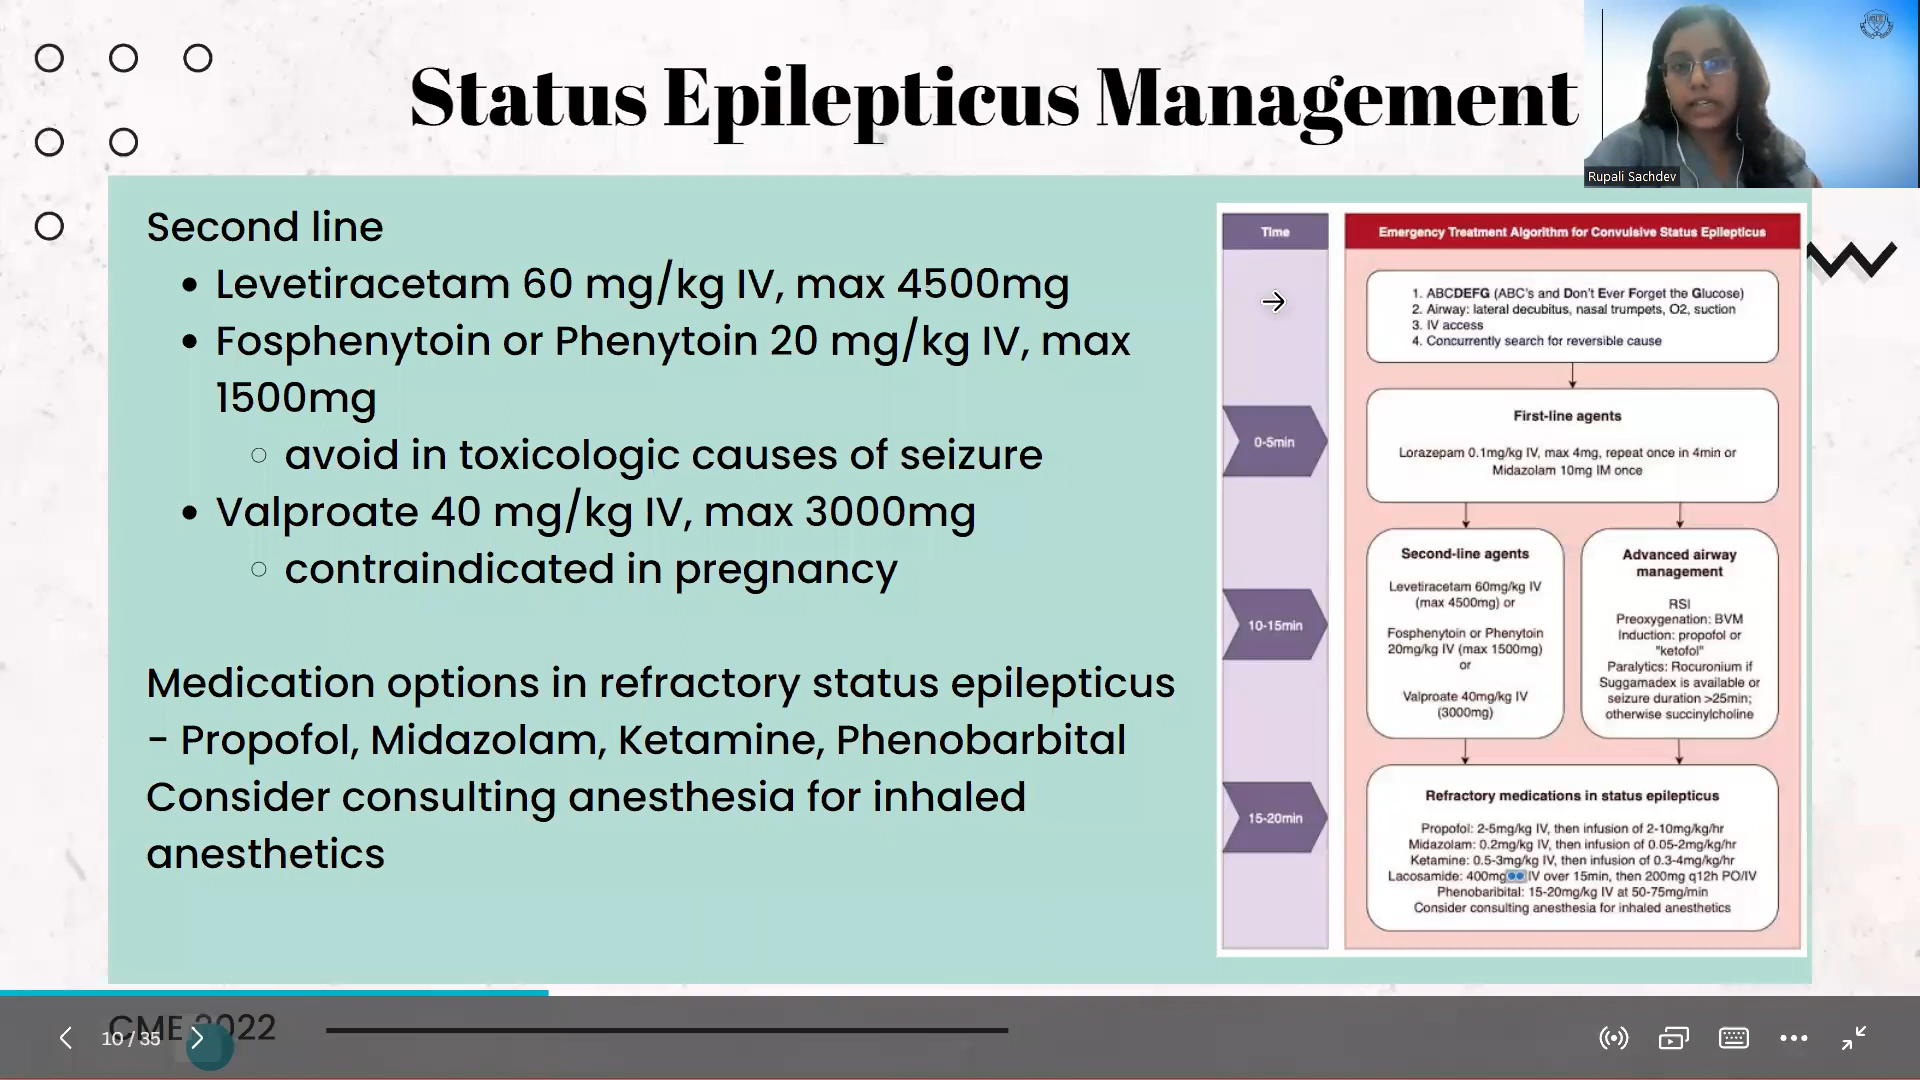 Status Epilepticus Management
Rupali Sachdev
Second line
• Levetiracetam 60 mg/kg IV, max 4500mg
• Fosphenytoin or Phenytoin 20 mg/kg IV, max
1500mg
○ avoid in toxicologic causes of seizure
• Valproate 40 mg/kg IV, max 3000mg
○ contraindicated in pregnancy
Medication options in refractory status epilepticus
- Propofol, Midazolam, Ketamine, Phenobarbital
Consider consulting anesthesia for inhaled
anesthetics
Time
Emergency Treatment Algorithm for Convulsive Status Epilepticus
1. ABCDEFG (ABC's and Don't Ever Forget the Glucose)
2. Airway: lateral decubitus, nasal trumpets, O2, suction
3. IV access
4. Concurrently search for reversible cause
0-5min
First-line agents
Lorazepam 0.1mg/kg IV, max 4mg, repeat once in 4min or
Midazolam 10mg IM once
10-15min
Second-line agents
Levetiracetam 60mg/kg IV
(max 4500mg) or
Fosphenytoin or Phenytoin
20mg/kg IV (max 1500mg)
or
Valproate 40mg/kg IV
(3000mg)
Advanced airway
management
RSI
Preoxygenation: BVM
Induction: propofol or
"ketofol"
Paralytics: Rocuronium if
Suggamadex is available or
seizure duration >25min;
otherwise succinylcholine
15-20min
Refractory medications in status epilepticus
Propofol: 2-5mg/kg IV, then infusion of 2-10mg/kg/hr
Midazolam: 0.2mg/kg IV, then infusion of 0.05-2mg/kg/hr
Ketamine: 0.5-3mg/kg IV, then infusion of 0.3-4mg/kg/hr
Lacosamide: 400mg IV over 15min, then 200mg q12h PO/IV
Phenobaribital: 15-20mg/kg IV at 50-75mg/min
Consider consulting anesthesia for inhaled anesthetics
CME 2022
10 / 35